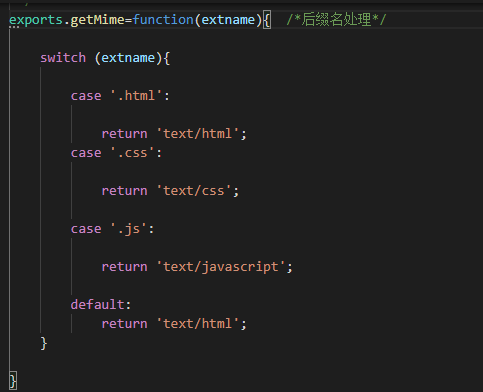 exports.getMime=function(extname){  /*后缀名处理*/
switch (extname){
case '.html':
return 'text/html';
case '.css':
return 'text/css';
case '.js':
return 'text/javascript';
default:
return 'text/html';
}
}